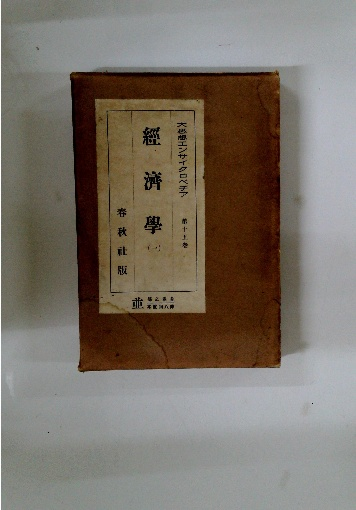 大思想エンサイクロペヂア
第十五巻
經濟學
(一)
春秋社版
並